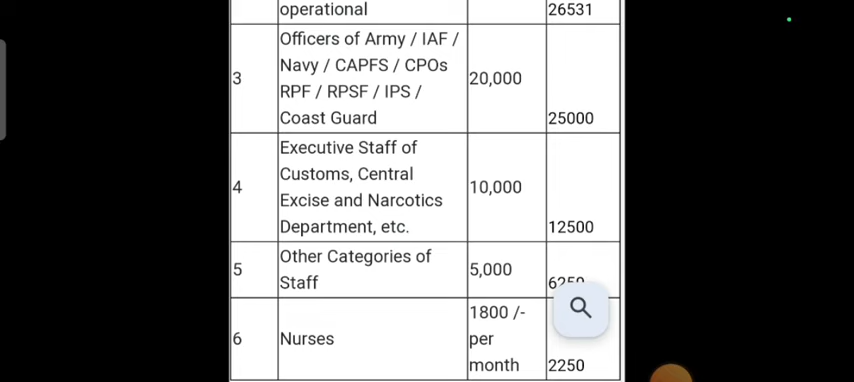 operational 26531
3 Officers of Army / IAF / Navy / CAPFS / CPOs RPF / RPSF / IPS / Coast Guard 20,000 25000
4 Executive Staff of Customs, Central Excise and Narcotics Department, etc. 10,000 12500
5 Other Categories of Staff 5,000
6 Nurses 1800 /- per month 2250